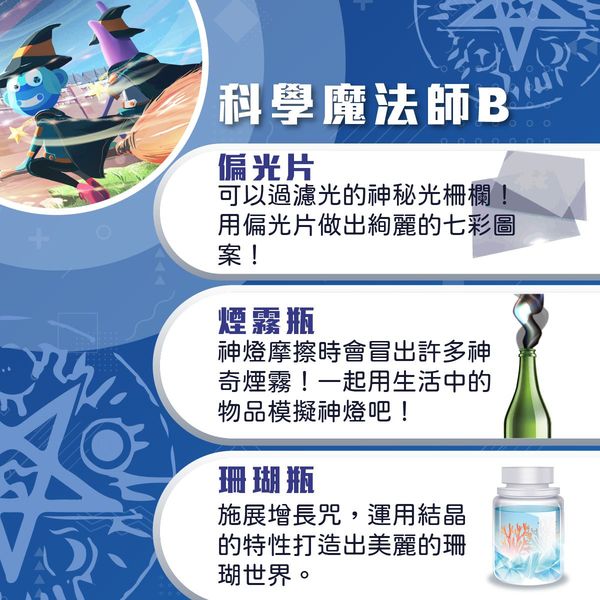 科學魔法師B
偏光片
可以過濾光的神秘光柵欄！
用偏光片做出絢麗的七彩圖
案！
煙霧瓶
神燈摩擦時會冒出許多神
奇煙霧！一起用生活中的
物品模擬神燈吧！
珊瑚瓶
施展增長咒，運用結晶
的特性打造出美麗的珊
瑚世界。